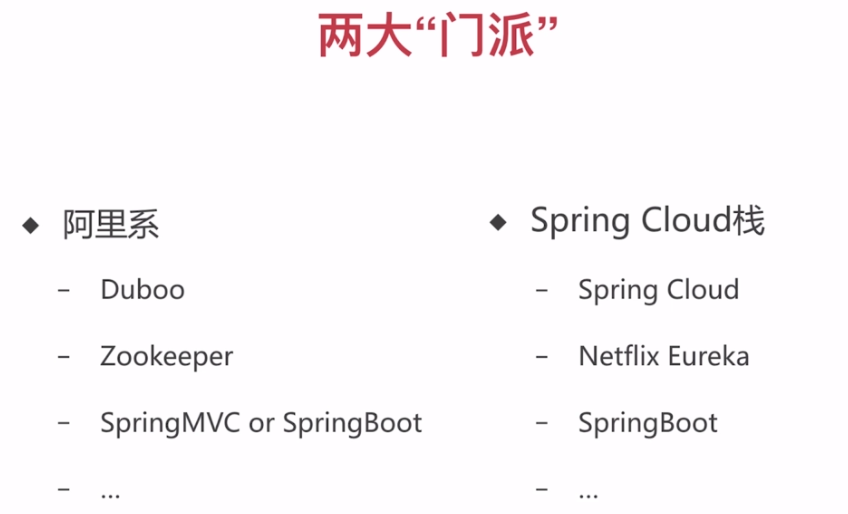 两大“门派”
◆ 阿里系
– Duboo
– Zookeeper
– SpringMVC or SpringBoot
– ...
◆ Spring Cloud栈
– Spring Cloud
– Netflix Eureka
– SpringBoot
– ...